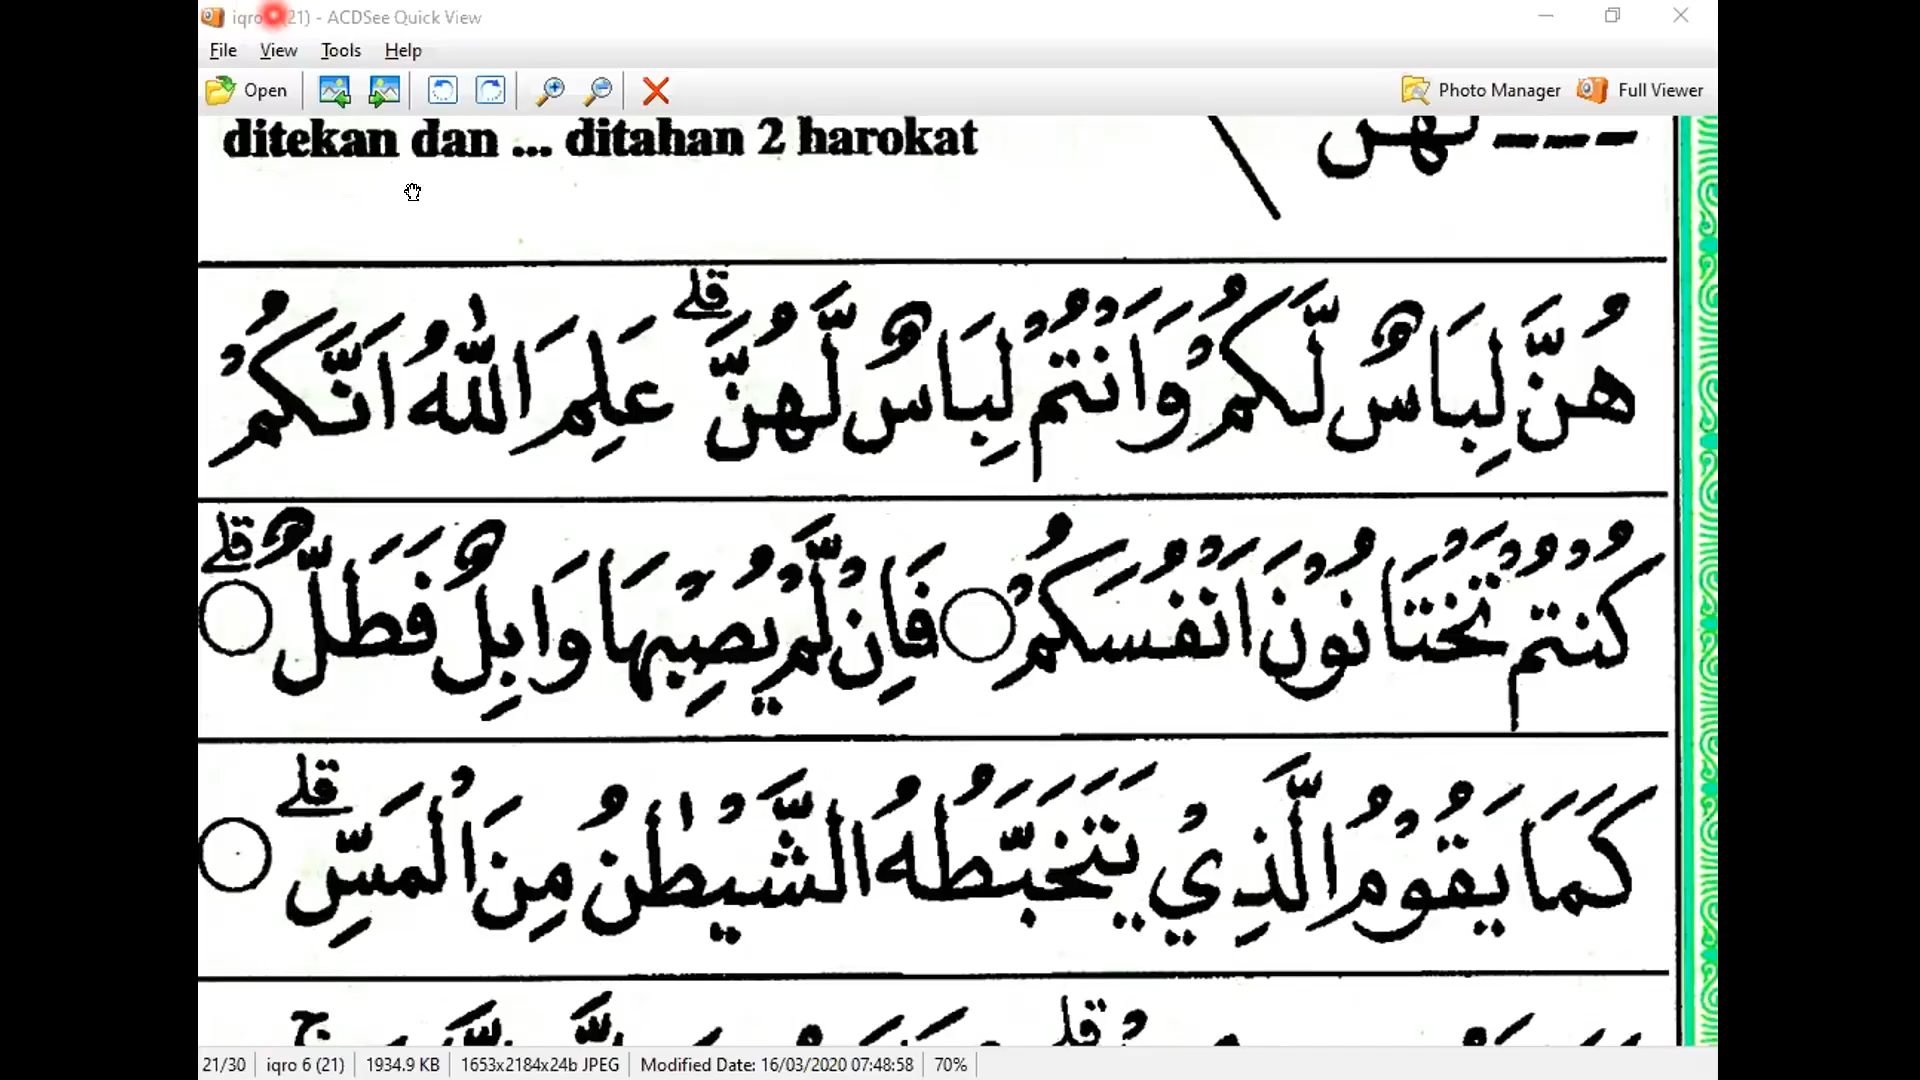 iqro 6 (21) - ACDSee Quick View
File View Tools Help
Open Photo Manager Full Viewer
ditekan dan ... ditahan 2 harokat
--- لَهُنَّ
هُنَّ لِبَاسٌ لَّكُمْ وَاَنْتُمْ لِبَاسٌ لَّهُنَّ ۗ عَلِمَ اللّٰهُ اَنَّكُمْ
كُنْتُمْ تَخْتَانُوْنَ اَنْفُسَكُمْ ○ فَاِنْ لَّمْ يُصِبْهَا وَابِلٌ فَطَلٌّ ۗ ○
كَمَا يَقُوْمُ الَّذِيْ يَتَخَبَّطُهُ الشَّيْطٰنُ مِنَ الْمَسِّ ۗ ○
21/30 iqro 6 (21) 1934.9 KB 1653x2184x24b JPEG Modified Date: 16/03/2020 07:48:58 70%